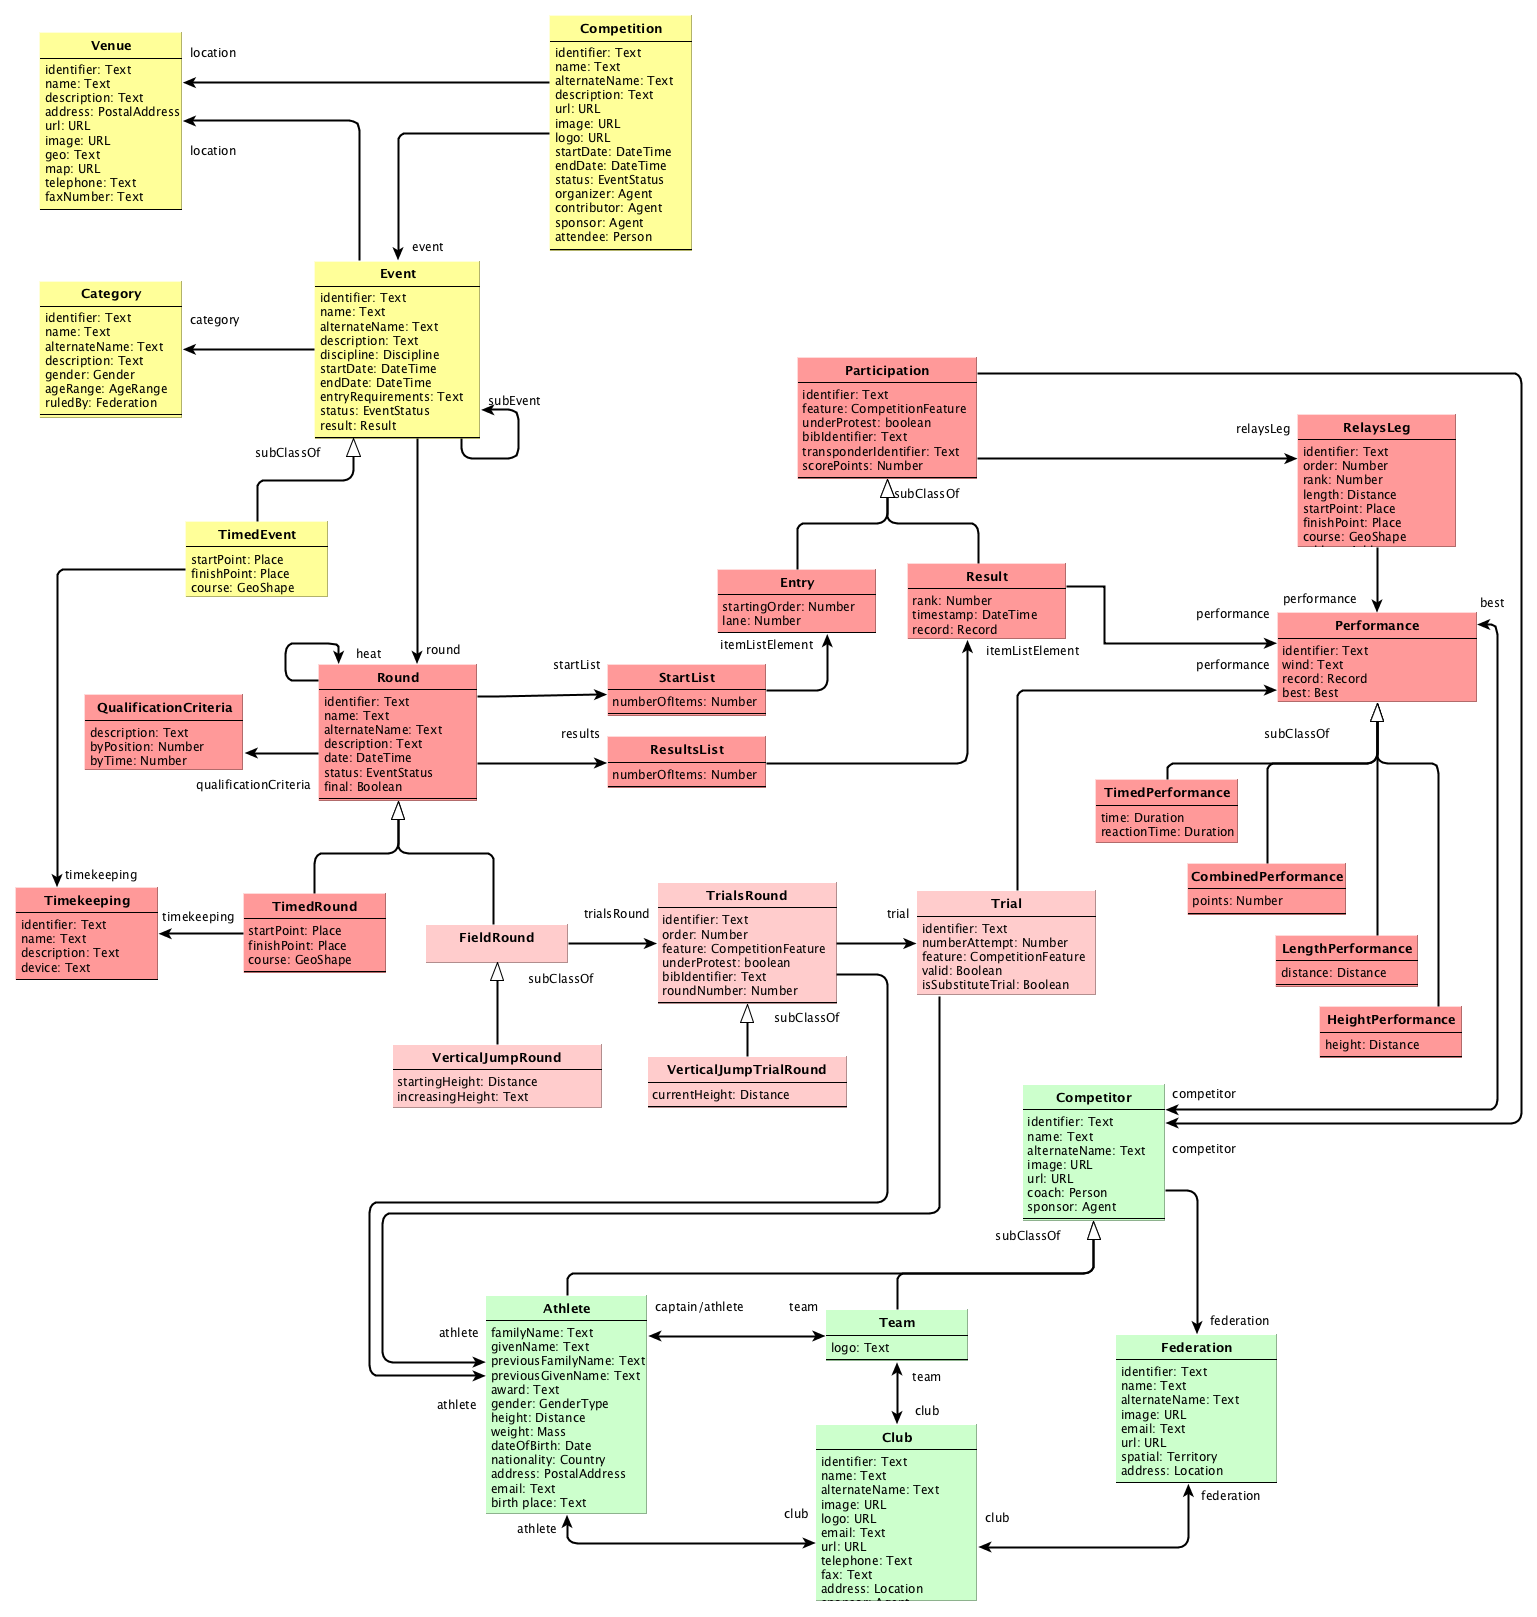 Venue
identifier: Text
name: Text
description: Text
address: PostalAddress
url: URL
image: URL
geo: Text
map: URL
telephone: Text
faxNumber: Text
location
location
Competition
identifier: Text
name: Text
alternateName: Text
description: Text
url: URL
image: URL
logo: URL
startDate: DateTime
endDate: DateTime
status: EventStatus
organizer: Agent
contributor: Agent
sponsor: Agent
attendee: Person
event
Event
identifier: Text
name: Text
alternateName: Text
description: Text
discipline: Discipline
startDate: DateTime
endDate: DateTime
entryRequirements: Text
status: EventStatus
result: Result
Category
identifier: Text
name: Text
alternateName: Text
description: Text
gender: Gender
ageRange: AgeRange
ruledBy: Federation
category
subEvent
subClassOf
TimedEvent
startPoint: Place
finishPoint: Place
course: GeoShape
Participation
identifier: Text
feature: CompetitionFeature
underProtest: boolean
bibIdentifier: Text
transponderIdentifier: Text
scorePoints: Number
subClassOf
relaysLeg
RelaysLeg
identifier: Text
order: Number
rank: Number
length: Distance
startPoint: Place
finishPoint: Place
course: GeoShape
Entry
startingOrder: Number
lane: Number
itemListElement
Result
rank: Number
timestamp: DateTime
record: Record
itemListElement
performance
performance
performance
best
Performance
identifier: Text
wind: Text
record: Record
best: Best
subClassOf
heat
round
Round
identifier: Text
name: Text
alternateName: Text
description: Text
date: DateTime
status: EventStatus
final: Boolean
startList
StartList
numberOfItems: Number
results
ResultsList
numberOfItems: Number
QualificationCriteria
description: Text
byPosition: Number
byTime: Number
qualificationCriteria
TimedPerformance
time: Duration
reactionTime: Duration
CombinedPerformance
points: Number
LengthPerformance
distance: Distance
HeightPerformance
height: Distance
timekeeping
Timekeeping
identifier: Text
name: Text
description: Text
device: Text
timekeeping
TimedRound
startPoint: Place
finishPoint: Place
course: GeoShape
FieldRound
trialsRound
subClassOf
TrialsRound
identifier: Text
order: Number
feature: CompetitionFeature
underProtest: boolean
bibIdentifier: Text
roundNumber: Number
subClassOf
trial
Trial
identifier: Text
numberAttempt: Number
feature: CompetitionFeature
valid: Boolean
isSubstituteTrial: Boolean
VerticalJumpRound
startingHeight: Distance
increasingHeight: Text
VerticalJumpTrialRound
currentHeight: Distance
Competitor
identifier: Text
name: Text
alternateName: Text
image: URL
url: URL
coach: Person
sponsor: Agent
competitor
competitor
subClassOf
athlete
athlete
Athlete
familyName: Text
givenName: Text
previousFamilyName: Text
previousGivenName: Text
award: Text
gender: GenderType
height: Distance
weight: Mass
dateOfBirth: Date
nationality: Country
address: PostalAddress
email: Text
birth place: Text
captain/athlete
team
Team
logo: Text
team
club
federation
Federation
identifier: Text
name: Text
alternateName: Text
image: URL
email: Text
url: URL
spatial: Territory
address: Location
federation
Club
identifier: Text
name: Text
alternateName: Text
image: URL
logo: URL
email: Text
url: URL
telephone: Text
fax: Text
address: Location
club
club
athlete